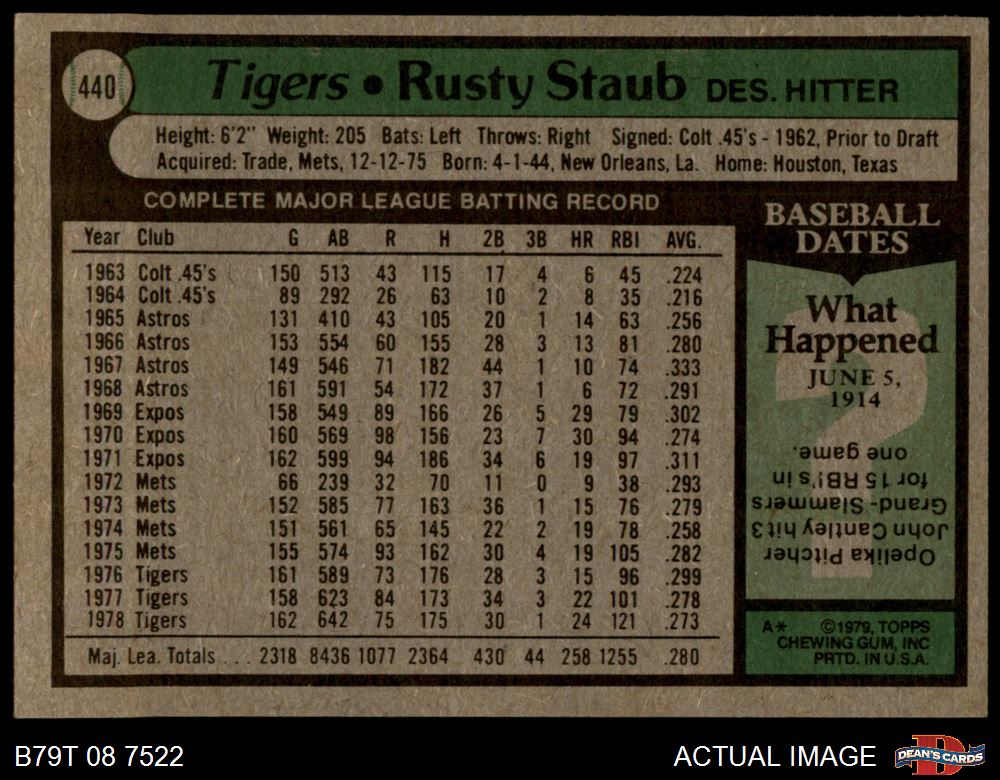 440
Tigers • Rusty Staub DES. HITTER
Height: 6'2" Weight: 205 Bats: Left Throws: Right Signed: Colt .45's - 1962, Prior to Draft
Acquired: Trade, Mets, 12-12-75 Born: 4-1-44, New Orleans, La. Home: Houston, Texas
COMPLETE MAJOR LEAGUE BATTING RECORD
Year Club G AB R H 2B 3B HR RBI AVG.
1963 Colt .45's 150 513 43 115 17 4 6 45 .224
1964 Colt .45's 89 292 26 63 10 2 8 35 .216
1965 Astros 131 410 43 105 20 1 14 63 .256
1966 Astros 153 554 60 155 28 3 13 81 .280
1967 Astros 149 546 71 182 44 1 10 74 .333
1968 Astros 161 591 54 172 37 1 6 72 .291
1969 Expos 158 549 89 166 26 5 29 79 .302
1970 Expos 160 569 98 156 23 7 30 94 .274
1971 Expos 162 599 94 186 34 6 19 97 .311
1972 Mets 66 239 32 70 11 0 9 38 .293
1973 Mets 152 585 77 163 36 1 15 76 .279
1974 Mets 151 561 65 145 22 2 19 78 .258
1975 Mets 155 574 93 162 30 4 19 105 .282
1976 Tigers 161 589 73 176 28 3 15 96 .299
1977 Tigers 158 623 84 173 34 3 22 101 .278
1978 Tigers 162 642 75 175 30 1 24 121 .273
Maj. Lea. Totals . . . 2318 8436 1077 2364 430 44 258 1255 .280
BASEBALL
DATES
What
Happened
JUNE 5,
1914
Opelika Pitcher
John Cantley hit 3
Grand-Slammers
for 15 RBI's in
one game.
A* ©1979, TOPPS
CHEWING GUM, INC
PRTD. IN U.S.A.
B79T 08 7522
ACTUAL IMAGE
D
DEAN'S CARDS